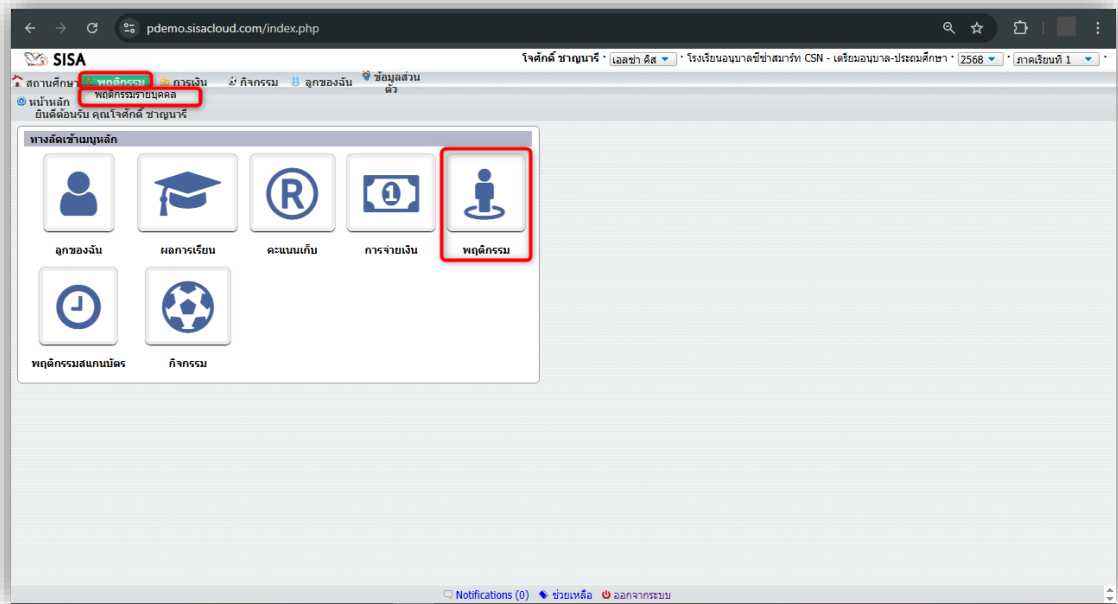 pdemo.sisacloud.com/index.php
SISA
โจศักดิ์ ชาญนารี · เอลซ่า คิส · โรงเรียนอนุบาลซีซ่าสมาร์ท CSN - เตรียมอนุบาล-ประถมศึกษา · 2568 · ภาคเรียนที่ 1 ·
สถานศึกษา พฤติกรรม การเงิน กิจกรรม ลูกของฉัน ข้อมูลส่วน
ตัว
พฤติกรรมรายบุคคล
หน้าหลัก
ยินดีต้อนรับ คุณโจศักดิ์ ชาญนารี
ทางลัดเข้าเมนูหลัก
R 1
ลูกของฉัน ผลการเรียน คะแนนเก็บ การจ่ายเงิน พฤติกรรม
พฤติกรรมสแกนบัตร กิจกรรม
Notifications (0) ช่วยเหลือ ออกจากระบบ